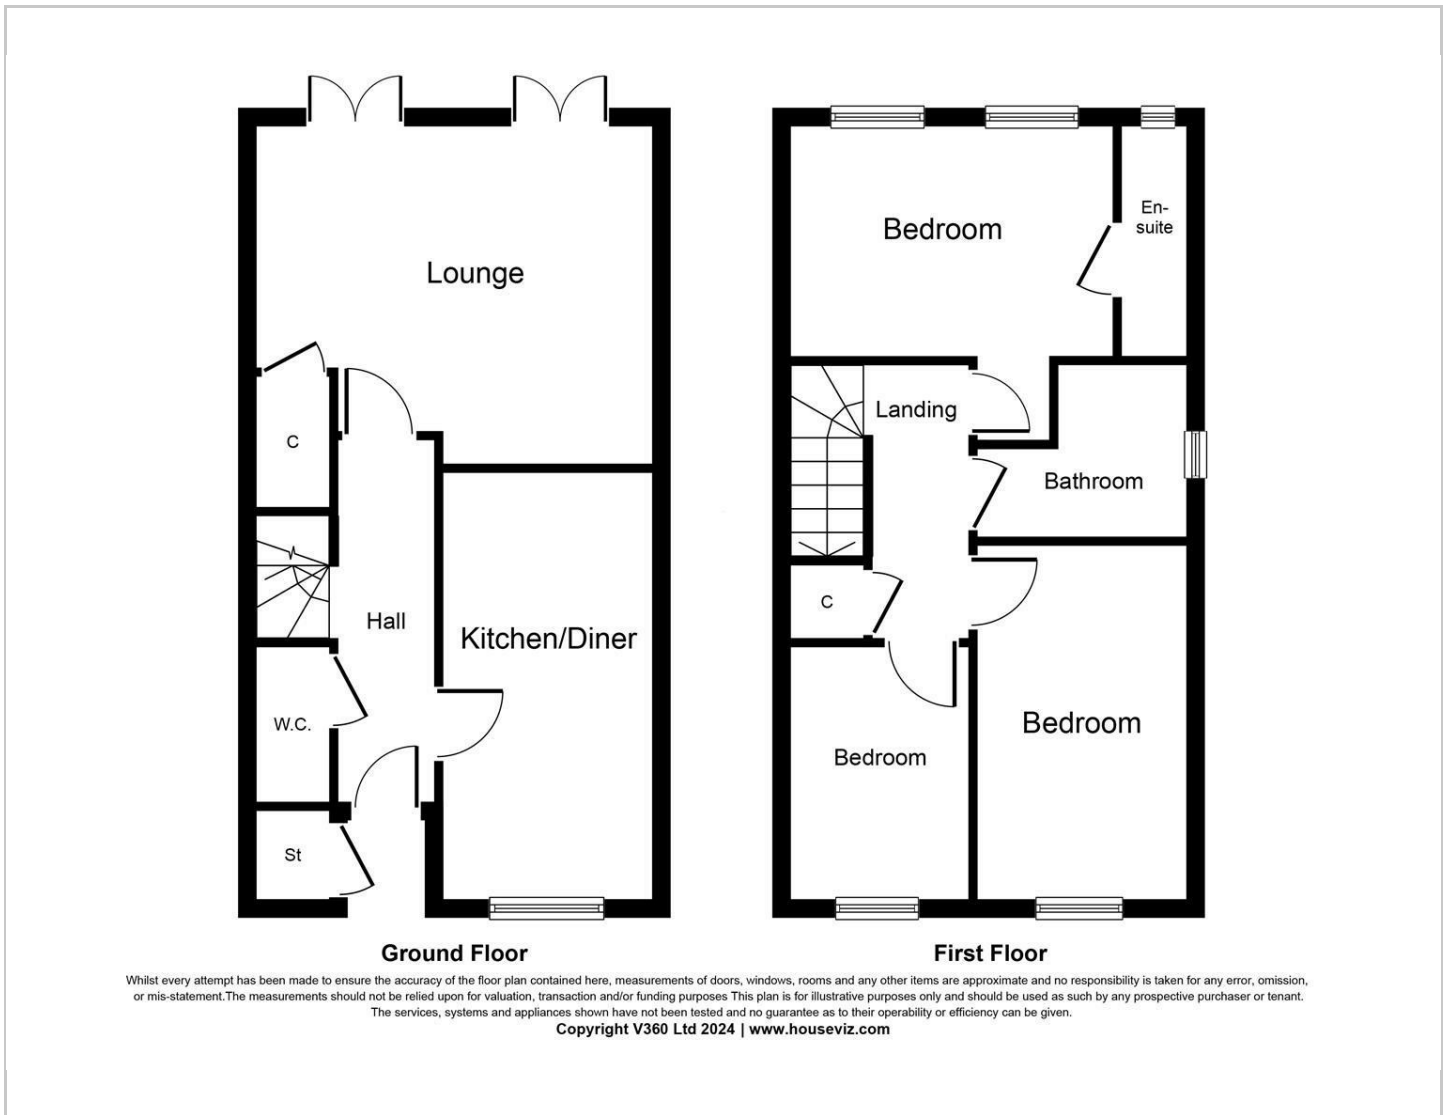 Lounge
C
Hall
Kitchen/Diner
W.C.
St
Ground Floor
Bedroom
En-
suite
Landing
Bathroom
C
Bedroom
Bedroom
First Floor
Whilst every attempt has been made to ensure the accuracy of the floor plan contained here, measurements of doors, windows, rooms and any other items are approximate and no responsibility is taken for any error, omission,
or mis-statement.The measurements should not be relied upon for valuation, transaction and/or funding purposes This plan is for illustrative purposes only and should be used as such by any prospective purchaser or tenant.
The services, systems and appliances shown have not been tested and no guarantee as to their operability or efficiency can be given.
Copyright V360 Ltd 2024 | www.houseviz.com